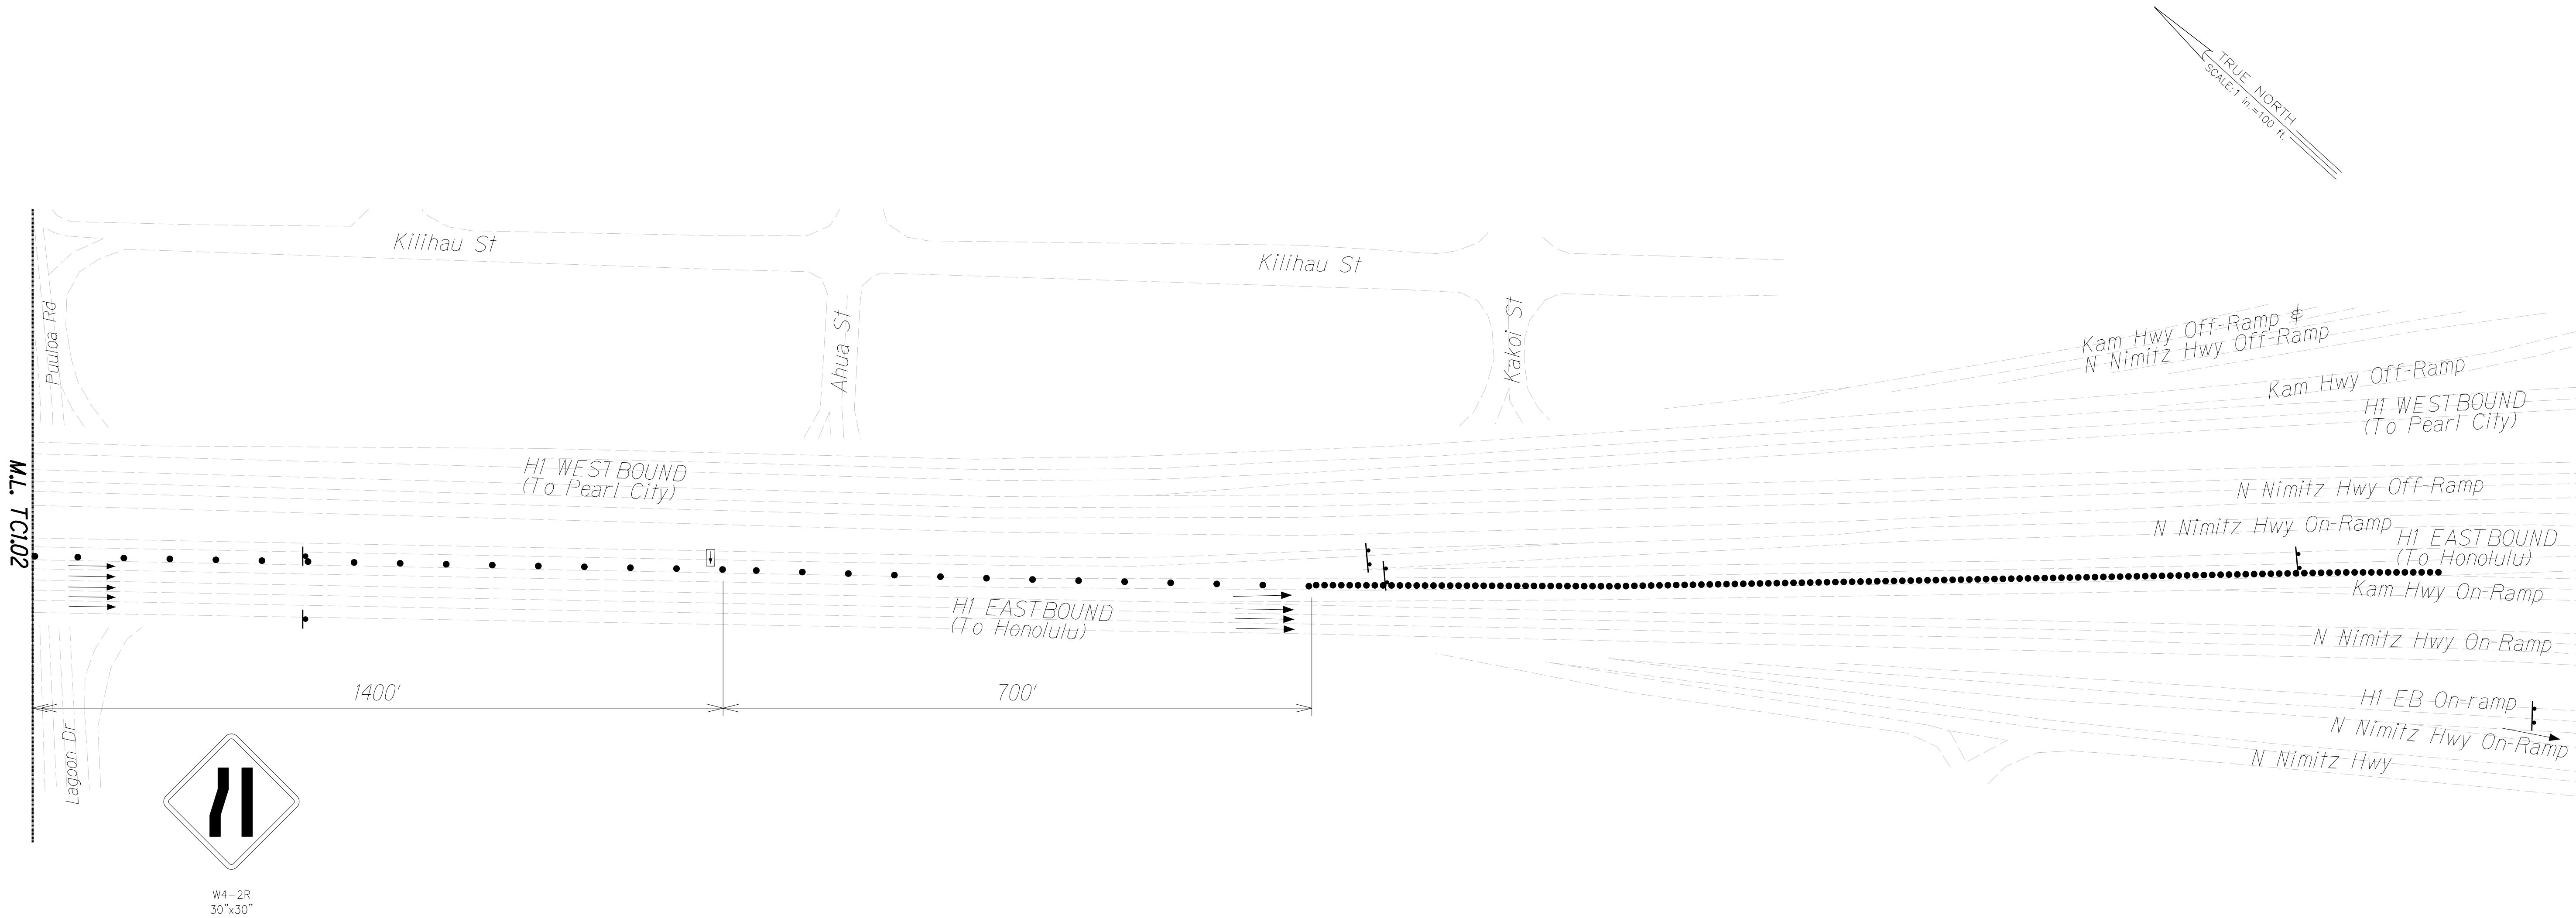 TRUE NORTH
SCALE:1 in.=100 ft.
Kilihau St
Kilihau St
Puuloa Rd
Ahua St
Kakoi St
Kam Hwy Off-Ramp &
N Nimitz Hwy Off-Ramp
Kam Hwy Off-Ramp
H1 WESTBOUND
(To Pearl City)
H1 WESTBOUND
(To Pearl City)
N Nimitz Hwy Off-Ramp
N Nimitz Hwy On-Ramp
H1 EASTBOUND
(To Honolulu)
M.L. TC1.02
H1 EASTBOUND
(To Honolulu)
Kam Hwy On-Ramp
N Nimitz Hwy On-Ramp
1400'
700'
H1 EB On-ramp
N Nimitz Hwy On-Ramp
N Nimitz Hwy
Lagoon Dr
W4-2R
30"x30"